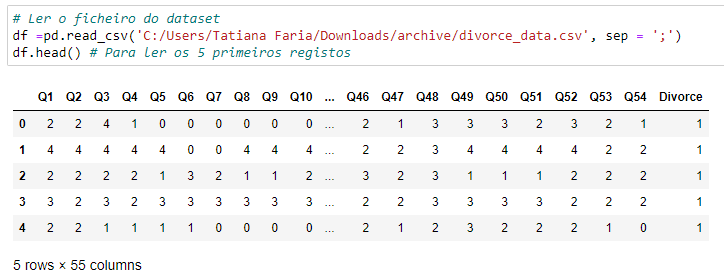 # Ler o ficheiro do dataset
df =pd.read_csv('C:/Users/Tatiana Faria/Downloads/archive/divorce_data.csv', sep = ';')
df.head() # Para ler os 5 primeiros registos
Q1 Q2 Q3 Q4 Q5 Q6 Q7 Q8 Q9 Q10 ... Q46 Q47 Q48 Q49 Q50 Q51 Q52 Q53 Q54 Divorce
0 2 2 4 1 0 0 0 0 0 0 ... 2 1 3 3 3 2 3 2 1 1
1 4 4 4 4 4 0 0 4 4 4 ... 2 2 3 4 4 4 4 2 2 1
2 2 2 2 2 1 3 2 1 1 2 ... 3 2 3 1 1 1 2 2 2 1
3 3 2 3 2 3 3 3 3 3 3 ... 2 2 3 3 3 3 2 2 2 1
4 2 2 1 1 1 1 0 0 0 0 ... 2 1 2 3 2 2 2 1 0 1
5 rows × 55 columns